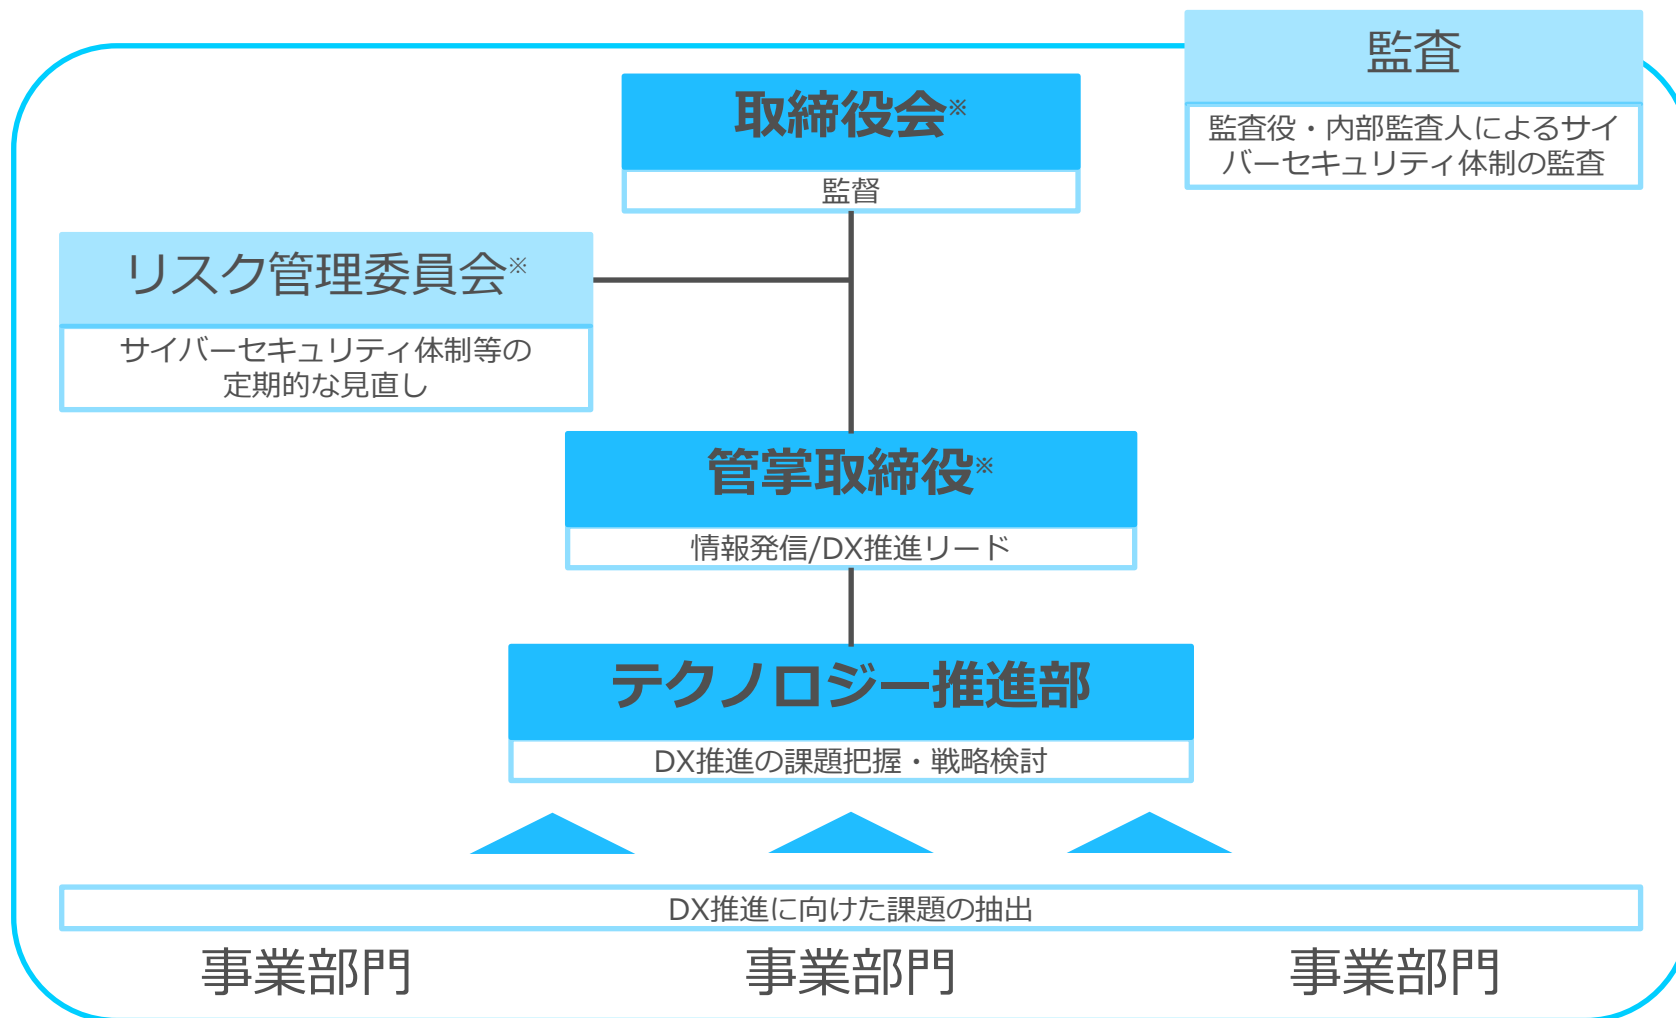 監査
監査役・内部監査人によるサイ
バーセキュリティ体制の監査
取締役会※
監督
リスク管理委員会※
サイバーセキュリティ体制等の
定期的な見直し
管掌取締役※
情報発信/DX推進リード
テクノロジー推進部
DX推進の課題把握・戦略検討
DX推進に向けた課題の抽出
事業部門 事業部門 事業部門